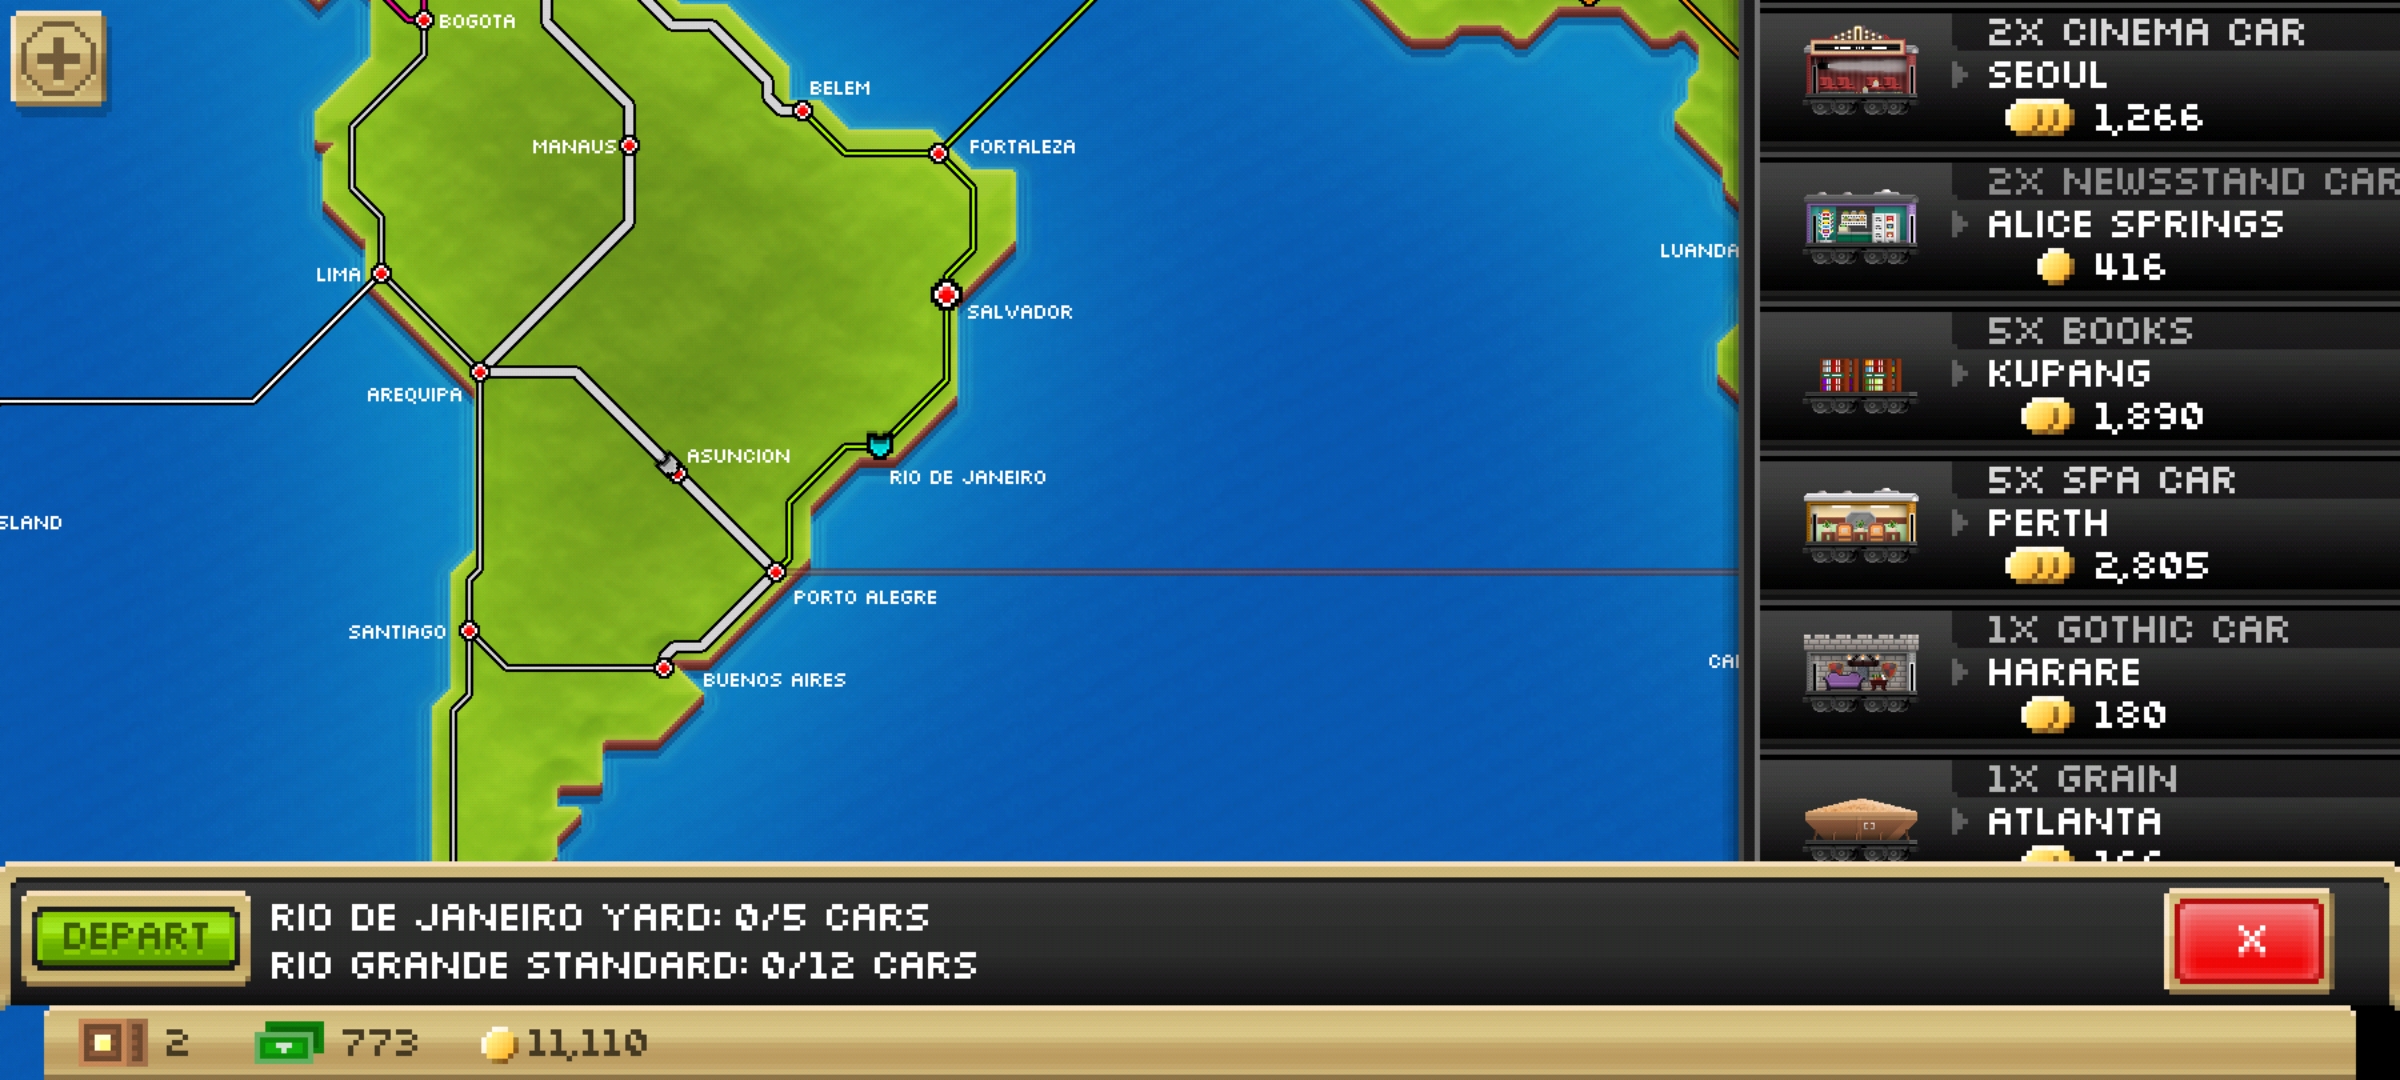 BOGOTA
BELEM
MANAUS
FORTALEZA
LIMA
SALVADOR
LUANDA
AREQUIPA
ASUNCION
RIO DE JANEIRO
SLAND
PORTO ALEGRE
SANTIAGO
BUENOS AIRES
2X CINEMA CAR
SEOUL
1,266
2X NEWSSTAND CAR
ALICE SPRINGS
416
5X BOOKS
KUPANG
1,890
5X SPA CAR
PERTH
2,805
1X GOTHIC CAR
HARARE
180
1X GRAIN
ATLANTA
DEPART
RIO DE JANEIRO YARD: 0/5 CARS
RIO GRANDE STANDARD: 0/12 CARS
X
2
773
11,110